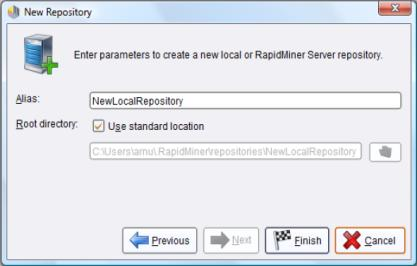 New Repository
Enter parameters to create a new local or RapidMiner Server repository.
Alias: NewLocalRepository
Root directory: Use standard location
C:\Users\amu\.RapidMiner\repositories\NewLocalRepository
Previous Next Finish Cancel